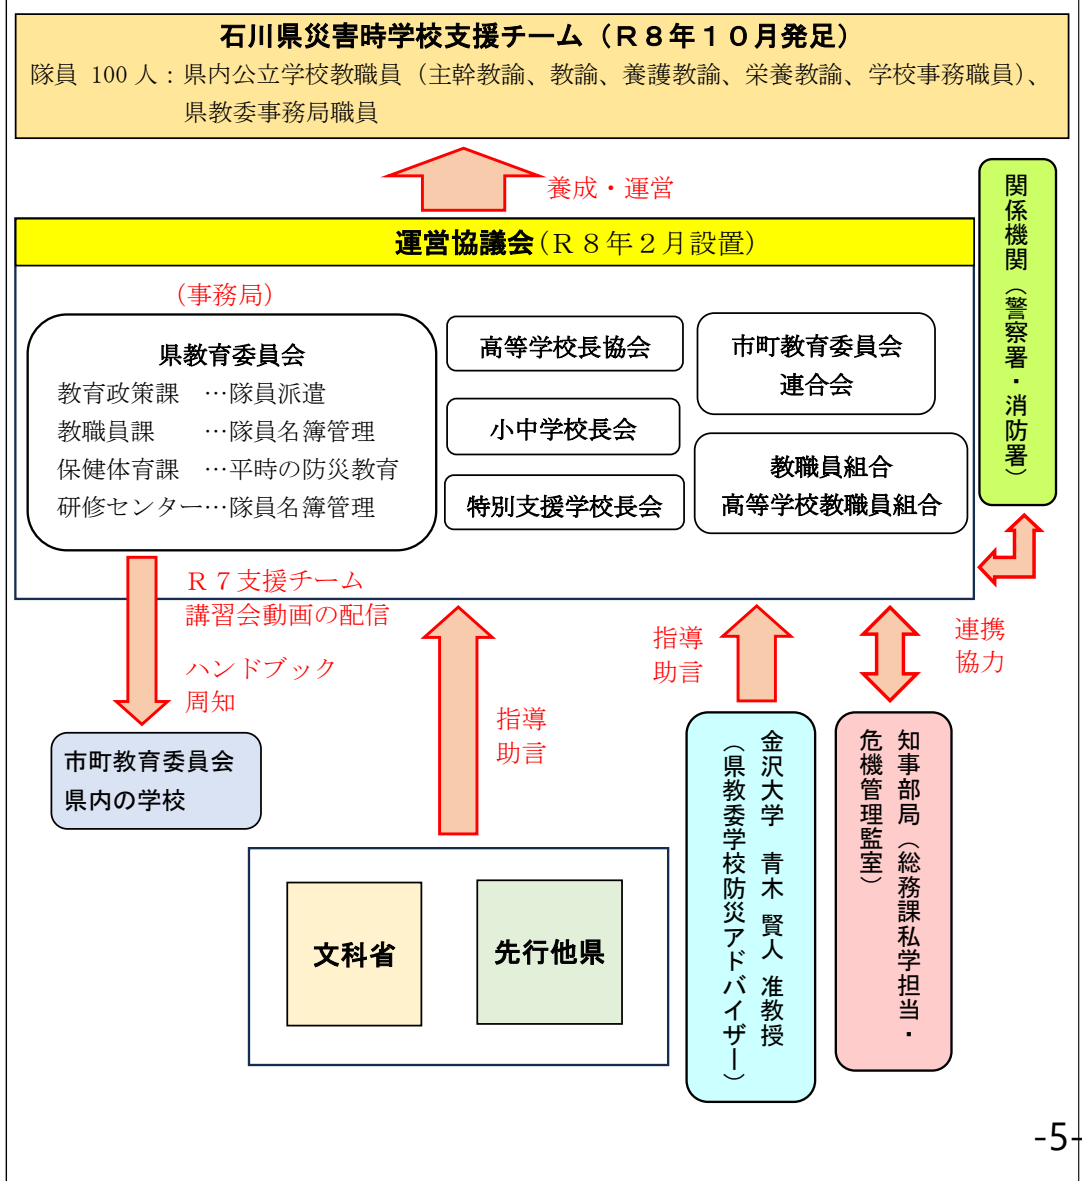 石川県災害時学校支援チーム（Ｒ８年１０月発足）
隊員 100 人：県内公立学校教職員（主幹教諭、教諭、養護教諭、栄養教諭、学校事務職員）、
県教委事務局職員
養成・運営
運営協議会（Ｒ８年２月設置）
（事務局）
県教育委員会
教育政策課　…隊員派遣
教職員課　　…隊員名簿管理
保健体育課　…平時の防災教育
研修センター…隊員名簿管理
高等学校長協会
小中学校長会
特別支援学校長会
市町教育委員会
連合会
教職員組合
高等学校教職員組合
関係機関（警察署・消防署）
Ｒ７支援チーム
講習会動画の配信
ハンドブック
周知
市町教育委員会
県内の学校
指導
助言
文科省
先行他県
指導
助言
金沢大学　青木 賢人 准教授
（県教委学校防災アドバイザー）
連携
協力
知事部局（総務課私学担当・
危機管理監室）
-5-